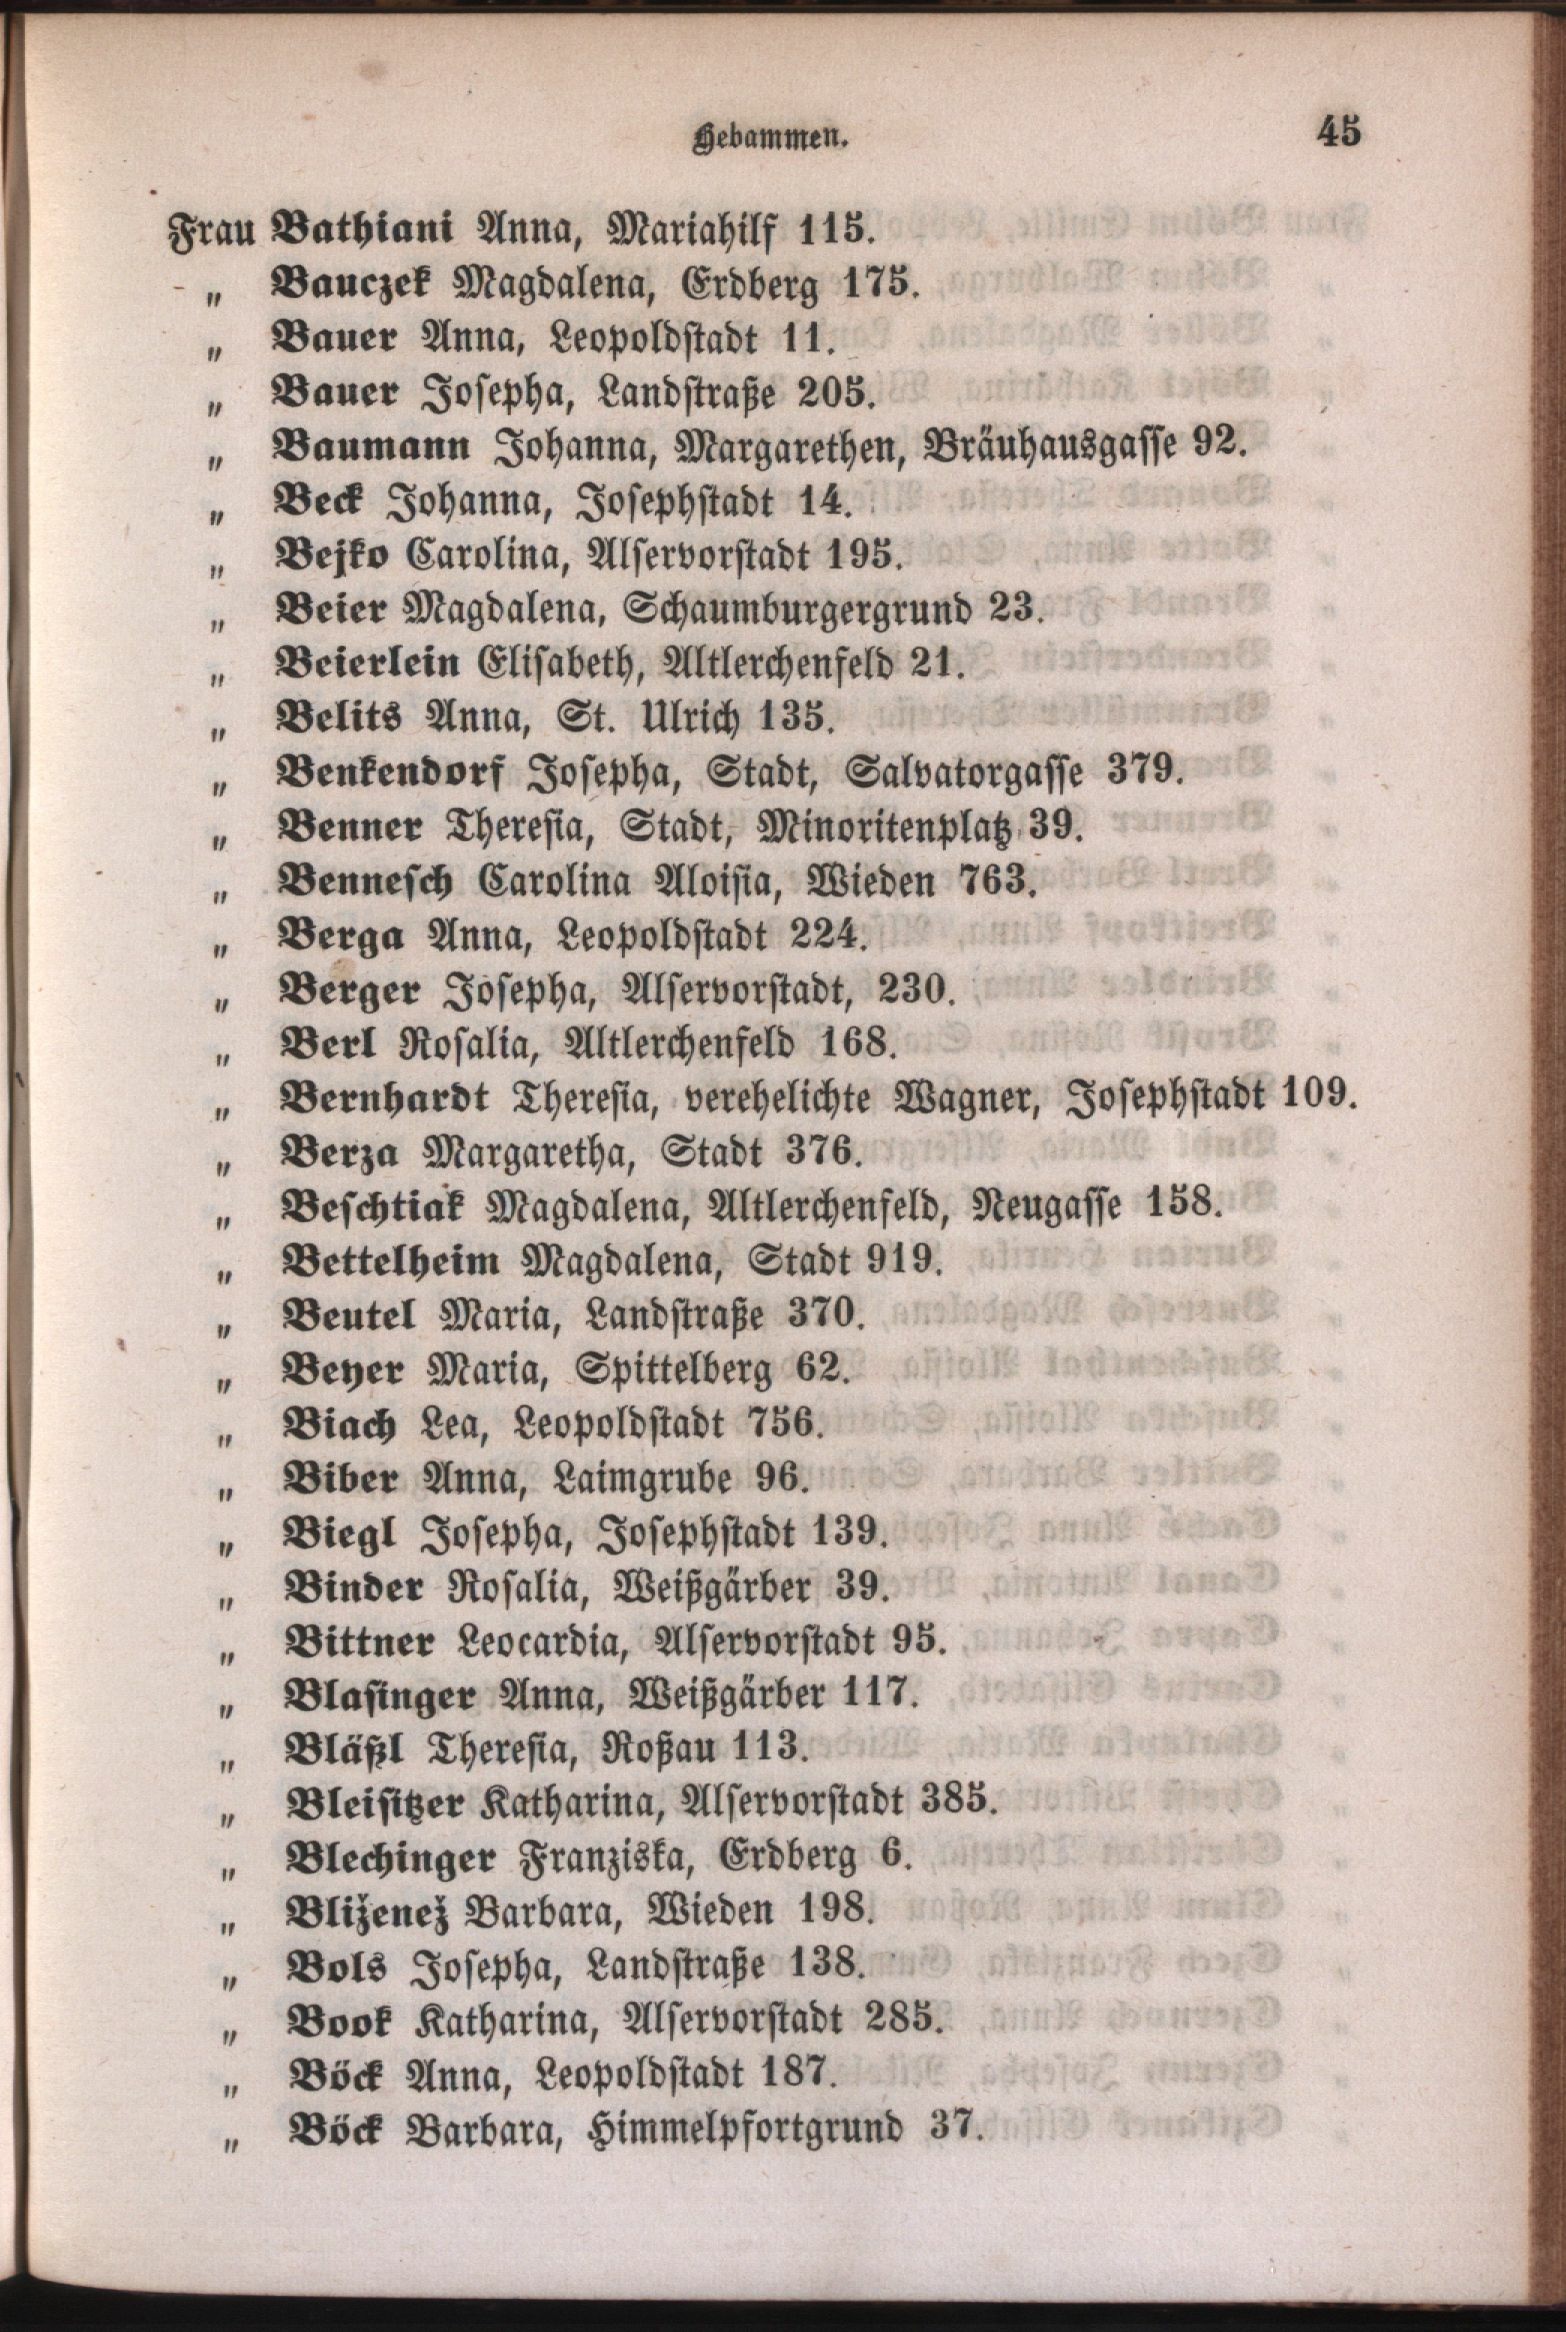 Hebammen. 45
Frau Bathiani Anna, Mariahilf 115.
„ Bauczek Magdalena, Erdberg 175.
„ Bauer Anna, Leopoldstadt 11.
„ Bauer Josepha, Landstraße 205.
„ Baumann Johanna, Margarethen, Bräuhausgasse 92.
„ Beck Johanna, Josephstadt 14.
„ Bejko Carolina, Alservorstadt 195.
„ Beier Magdalena, Schaumburgergrund 23.
„ Beierlein Elisabeth, Altlerchenfeld 21.
„ Belits Anna, St. Ulrich 135.
„ Benkendorf Josepha, Stadt, Salvatorgasse 379.
„ Benner Theresia, Stadt, Minoritenplatz 39.
„ Bennesch Carolina Aloisia, Wieden 763.
„ Berga Anna, Leopoldstadt 224.
„ Berger Josepha, Alservorstadt, 230.
„ Berl Rosalia, Altlerchenfeld 168.
„ Bernhardt Theresia, verehelichte Wagner, Josephstadt 109.
„ Berza Margaretha, Stadt 376.
„ Beschtiak Magdalena, Altlerchenfeld, Neugasse 158.
„ Bettelheim Magdalena, Stadt 919.
„ Beutel Maria, Landstraße 370.
„ Beyer Maria, Spittelberg 62.
„ Biach Lea, Leopoldstadt 756.
„ Biber Anna, Laimgrube 96.
„ Biegl Josepha, Josephstadt 139.
„ Binder Rosalia, Weißgärber 39.
„ Bittner Leocardia, Alservorstadt 95.
„ Blasinger Anna, Weißgärber 117.
„ Bläßl Theresia, Roßau 113.
„ Bleisitzer Katharina, Alservorstadt 385.
„ Blechinger Franziska, Erdberg 6.
„ Bliženež Barbara, Wieden 198.
„ Bols Josepha, Landstraße 138.
„ Book Katharina, Alservorstadt 285.
„ Böck Anna, Leopoldstadt 187.
„ Böck Barbara, Himmelpfortgrund 37.